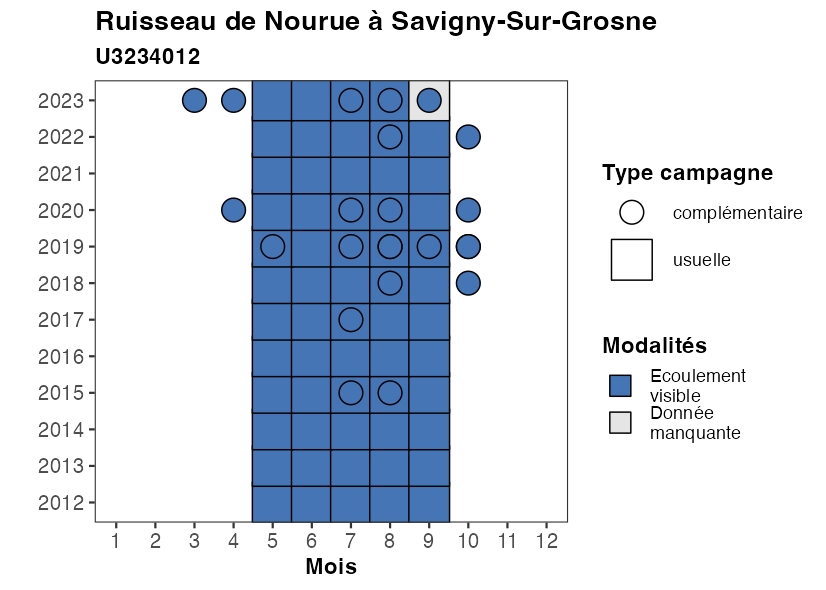 Ruisseau de Nourue à Savigny-Sur-Grosne
U3234012
2023
2022
2021
2020
2019
2018
2017
2016
2015
2014
2013
2012
1 2 3 4 5 6 7 8 9 10 11 12
Mois
Type campagne
complémentaire
usuelle
Modalités
Ecoulement
visible
Donnée
manquante